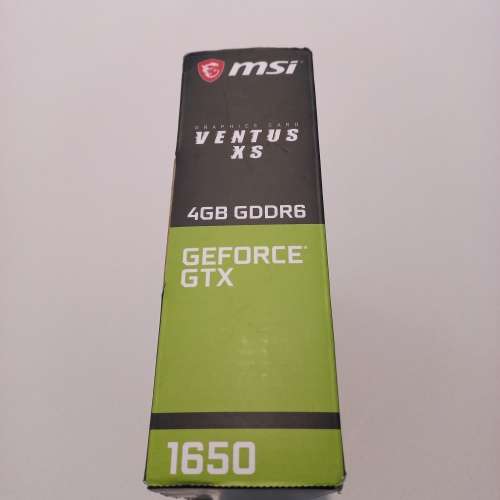 msi
GRAPHICS CARD
VENTUS
XS
4GB GDDR6
GEFORCE®
GTX
1650